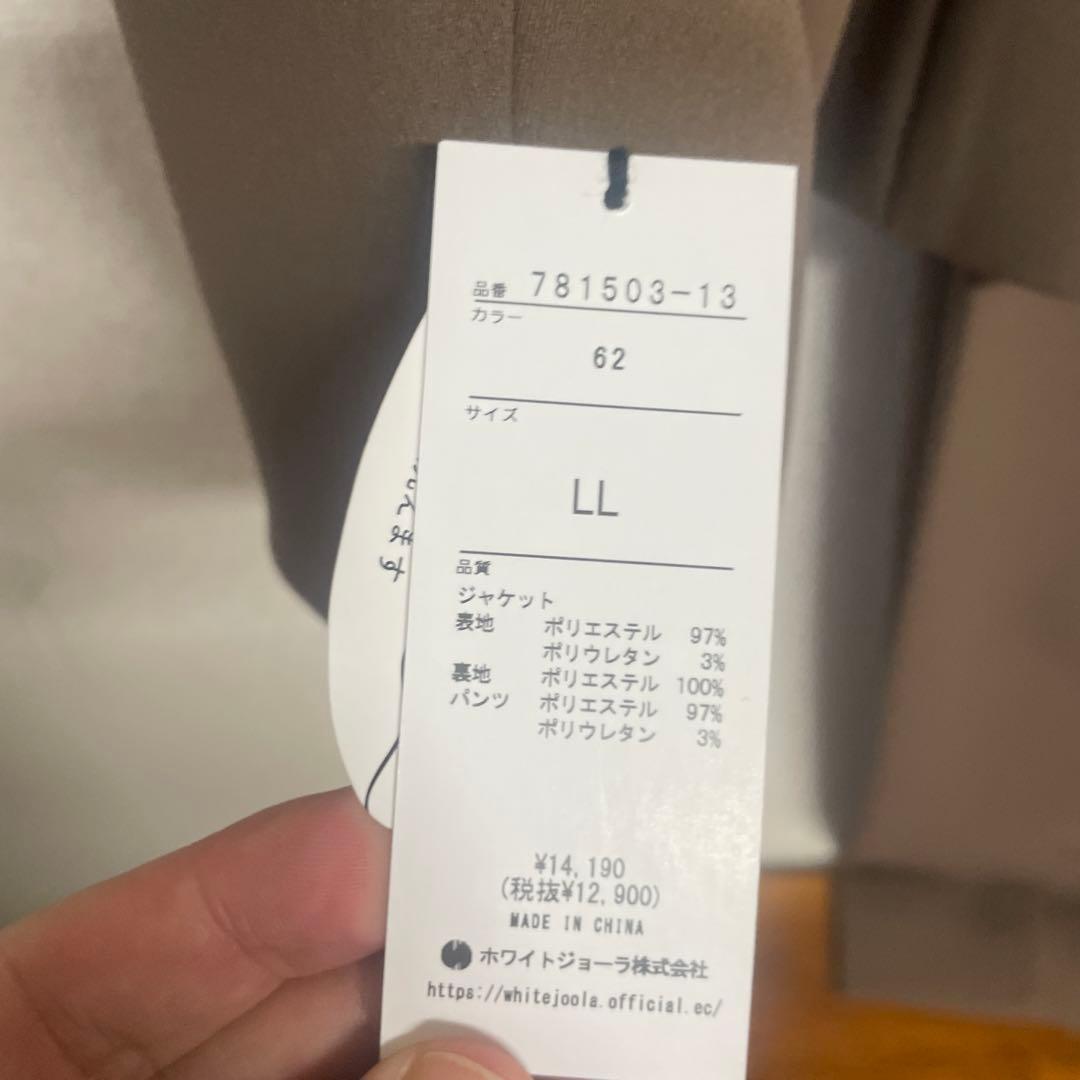 品番 781503-13
カラー
62
サイズ
LL
品質
ジャケット
表地 ポリエステル 97%
ポリウレタン 3%
裏地 ポリエステル 100%
パンツ ポリエステル 97%
ポリウレタン 3%
¥14,190
(税抜¥12,900)
MADE IN CHINA
ホワイトジョーラ株式会社
https://whitejoola.official.ec/
えます